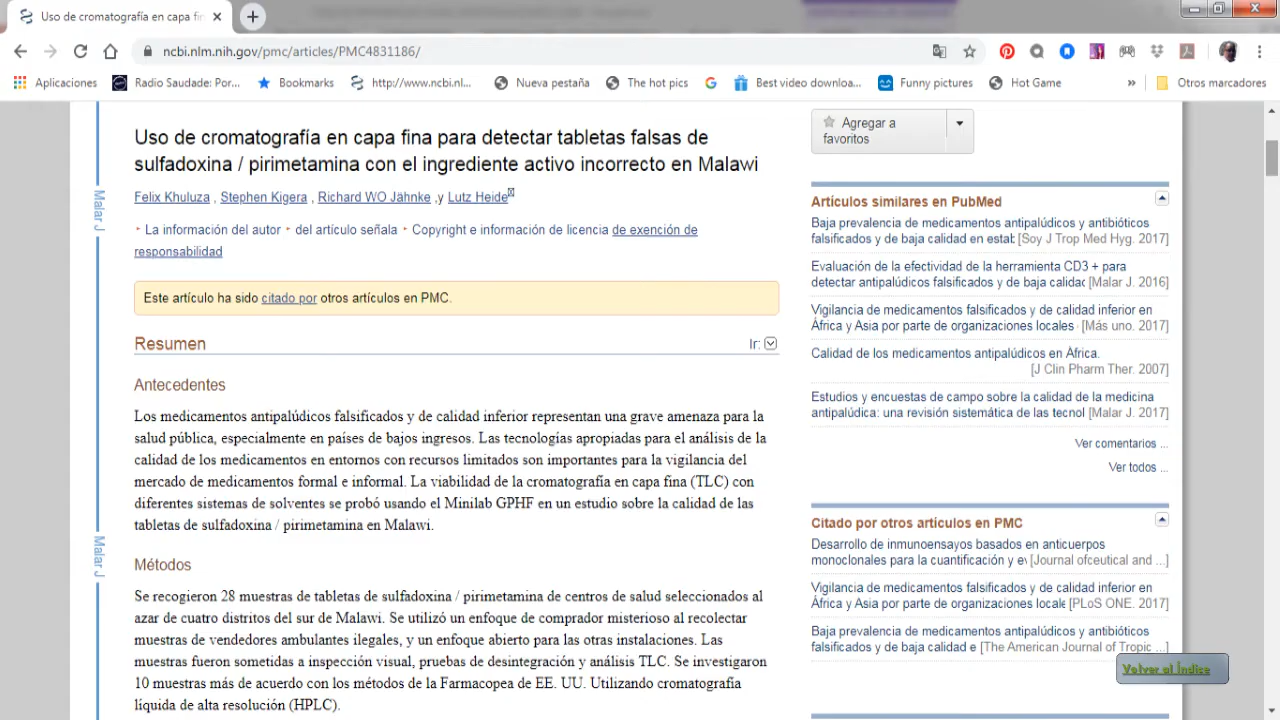 Uso de cromatografía en capa fin
ncbi.nlm.nih.gov/pmc/articles/PMC4831186/
Aplicaciones
Radio Saudade: Por...
Bookmarks
http://www.ncbi.nl...
Nueva pestaña
The hot pics
Best video downloa...
Funny pictures
Hot Game
»
Otros marcadores
Uso de cromatografía en capa fina para detectar tabletas falsas de
sulfadoxina / pirimetamina con el ingrediente activo incorrecto en Malawi
Felix Khuluza , Stephen Kigera , Richard WO Jähnke ,y Lutz Heide
‣ La información del autor ‣ del artículo señala ‣ Copyright e información de licencia de exención de
responsabilidad
Este artículo ha sido citado por otros artículos en PMC.
Resumen
Ir:
Antecedentes
Los medicamentos antipalúdicos falsificados y de calidad inferior representan una grave amenaza para la
salud pública, especialmente en países de bajos ingresos. Las tecnologías apropiadas para el análisis de la
calidad de los medicamentos en entornos con recursos limitados son importantes para la vigilancia del
mercado de medicamentos formal e informal. La viabilidad de la cromatografía en capa fina (TLC) con
diferentes sistemas de solventes se probó usando el Minilab GPHF en un estudio sobre la calidad de las
tabletas de sulfadoxina / pirimetamina en Malawi.
Métodos
Se recogieron 28 muestras de tabletas de sulfadoxina / pirimetamina de centros de salud seleccionados al
azar de cuatro distritos del sur de Malawi. Se utilizó un enfoque de comprador misterioso al recolectar
muestras de vendedores ambulantes ilegales, y un enfoque abierto para las otras instalaciones. Las
muestras fueron sometidas a inspección visual, pruebas de desintegración y análisis TLC. Se investigaron
10 muestras más de acuerdo con los métodos de la Farmacopea de EE. UU. Utilizando cromatografía
líquida de alta resolución (HPLC).
Malar J
Malar J
Agregar a
favoritos
Artículos similares en PubMed
Baja prevalencia de medicamentos antipalúdicos y antibióticos
falsificados y de baja calidad en estal [Soy J Trop Med Hyg. 2017]
Evaluación de la efectividad de la herramienta CD3 + para
detectar antipalúdicos falsificados y de baja calidad [Malar J. 2016]
Vigilancia de medicamentos falsificados y de calidad inferior en
África y Asia por parte de organizaciones locales [Más uno. 2017]
Calidad de los medicamentos antipalúdicos en África.
[J Clin Pharm Ther. 2007]
Estudios y encuestas de campo sobre la calidad de la medicina
antipalúdica: una revisión sistemática de las tecnol [Malar J. 2017]
Ver comentarios ...
Ver todos ...
Citado por otros artículos en PMC
Desarrollo de inmunoensayos basados en anticuerpos
monoclonales para la cuantificación y e [Journal ofceutical and ...]
Vigilancia de medicamentos falsificados y de calidad inferior en
África y Asia por parte de organizaciones locale [PLoS ONE. 2017]
Baja prevalencia de medicamentos antipalúdicos y antibióticos
falsificados y de baja calidad e [The American Journal of Tropic ...]
Volver al Índice